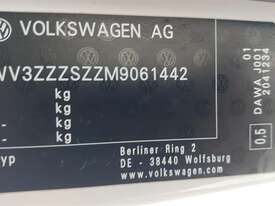 VOLKSWAGEN AG
WV3ZZZSZZM9061442
kg
kg
kg
kg
yp
Berliner Ring 2
DE - 38440 Wolfsburg
www.volkswagen.com
0,5
DAWA 1091 01
2041234